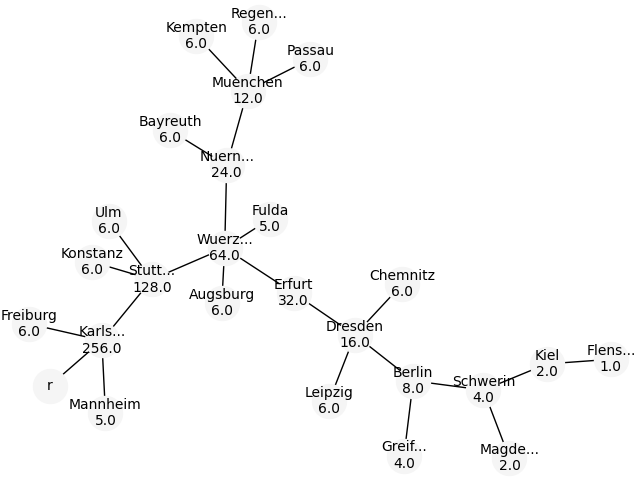 Regen...
6.0
Kempten
6.0
Passau
6.0
Muenchen
12.0
Bayreuth
6.0
Nuern...
24.0
Ulm
6.0
Fulda
5.0
Wuerz...
64.0
Konstanz
6.0
Stutt...
128.0
Augsburg
6.0
Erfurt
32.0
Chemnitz
6.0
Freiburg
6.0
Karls...
256.0
Dresden
16.0
r
Mannheim
5.0
Leipzig
6.0
Berlin
8.0
Schwerin
4.0
Kiel
2.0
Flens...
1.0
Greif...
4.0
Magde...
2.0